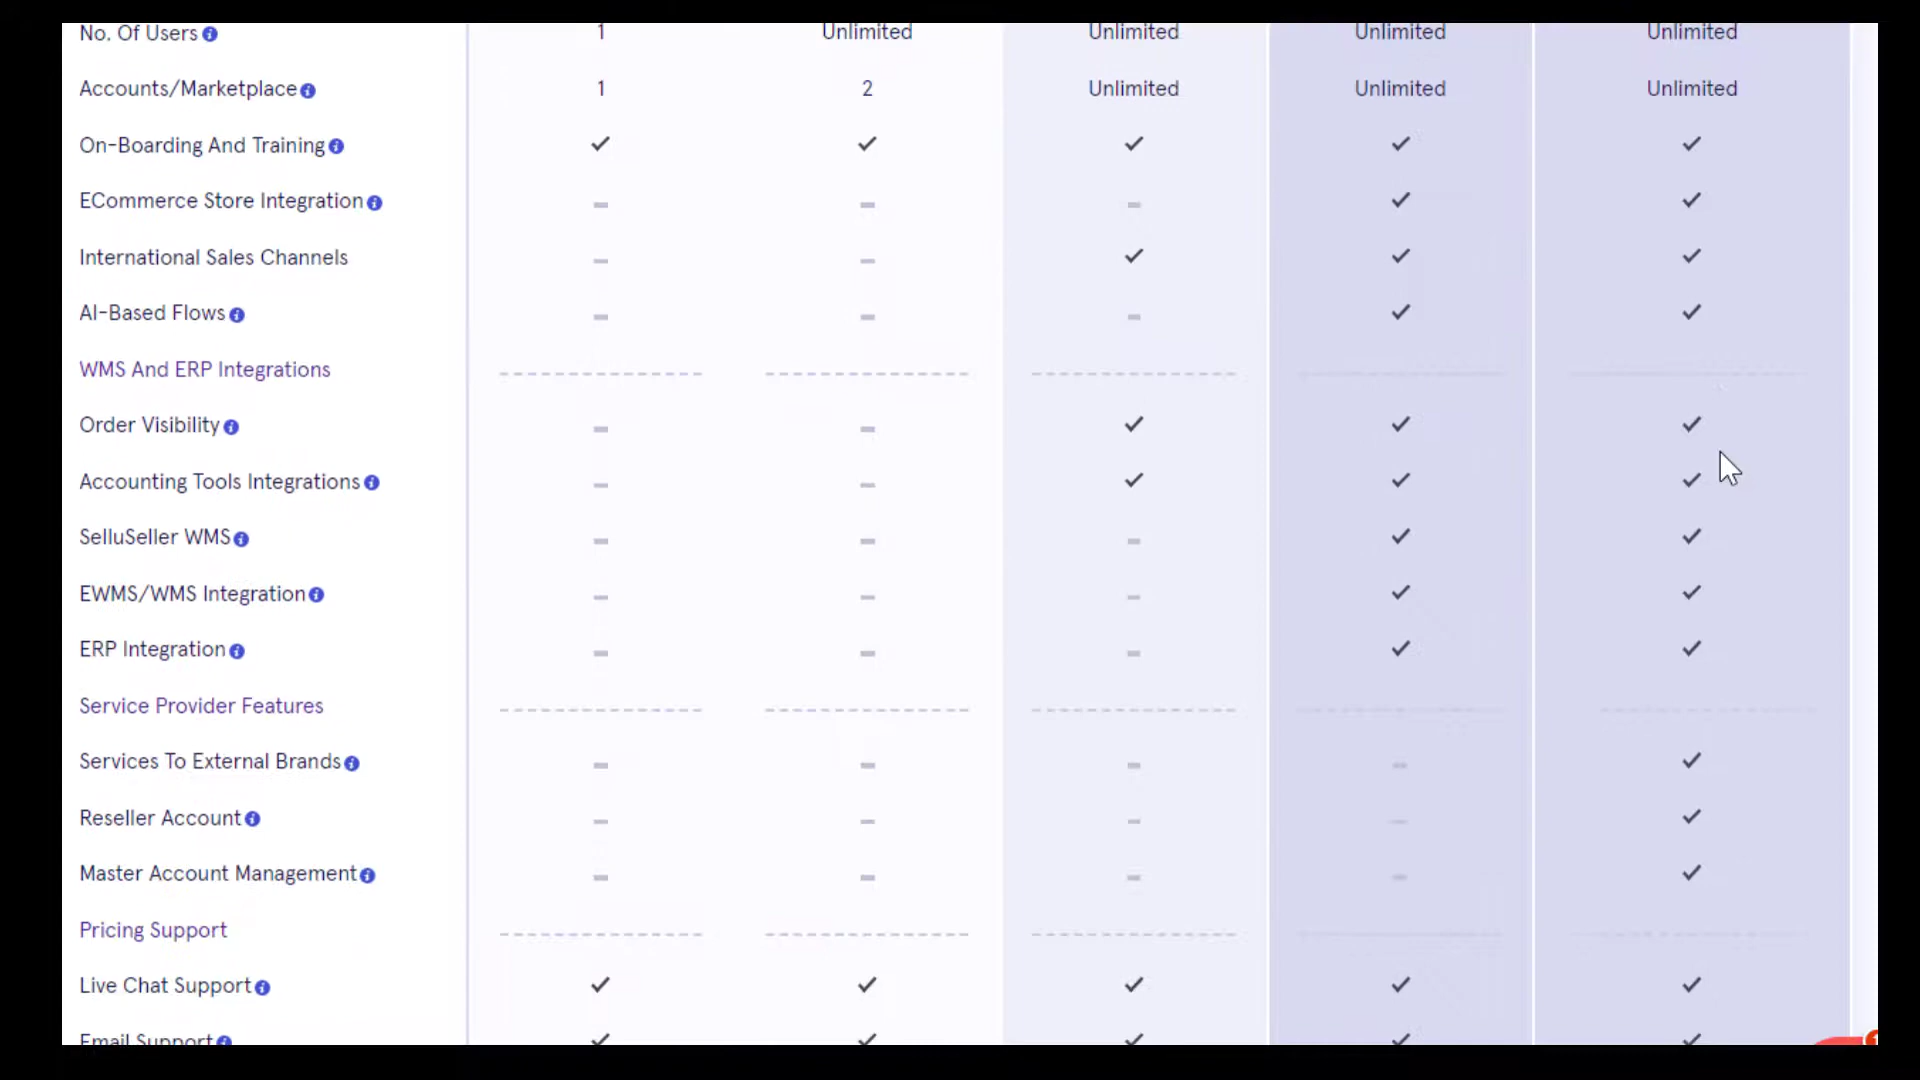 No. Of Users 1 Unlimited Unlimited Unlimited Unlimited
Accounts/Marketplace 1 2 Unlimited Unlimited Unlimited
On-Boarding And Training
ECommerce Store Integration
International Sales Channels
AI-Based Flows
WMS And ERP Integrations
Order Visibility
Accounting Tools Integrations
SelluSeller WMS
EWMS/WMS Integration
ERP Integration
Service Provider Features
Services To External Brands
Reseller Account
Master Account Management
Pricing Support
Live Chat Support
Email Support